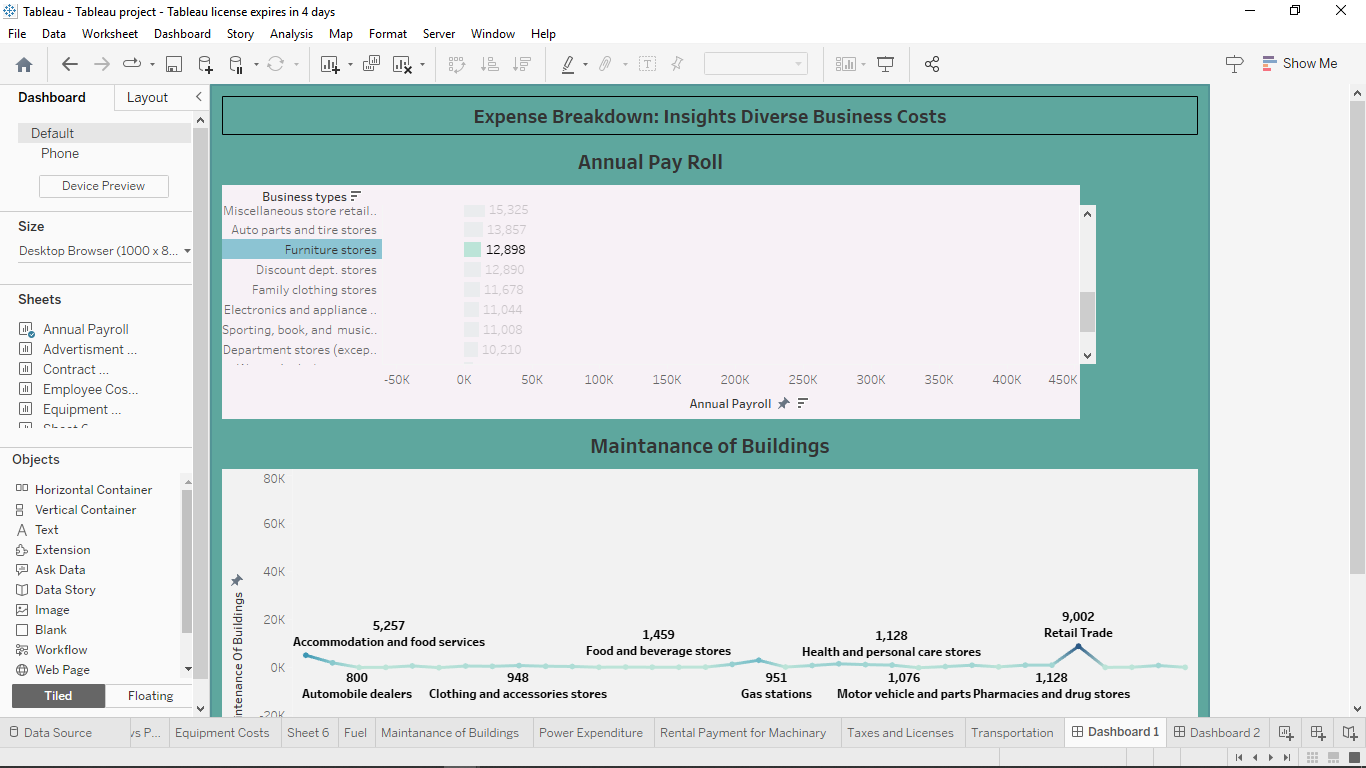 Tableau - Tableau project - Tableau license expires in 4 days
File Data Worksheet Dashboard Story Analysis Map Format Server Window Help
Show Me
Dashboard Layout
Default
Phone
Device Preview
Size
Desktop Browser (1000 x 8...
Sheets
Annual Payroll
Advertisment ...
Contract ...
Employee Cos...
Equipment ...
Objects
Horizontal Container
Vertical Container
Text
Extension
Ask Data
Data Story
Image
Blank
Workflow
Web Page
Tiled Floating
Expense Breakdown: Insights Diverse Business Costs
Annual Pay Roll
Business types
Miscellaneous store retail.. 15,325
Auto parts and tire stores 13,857
Furniture stores 12,898
Discount dept. stores 12,890
Family clothing stores 11,678
Electronics and appliance .. 11,044
Sporting, book, and music.. 11,008
Department stores (excep.. 10,210
-50K 0K 50K 100K 150K 200K 250K 300K 350K 400K 450K
Annual Payroll
Maintanance of Buildings
80K
60K
40K
20K
0K
-20K
ntenance Of Buildings
5,257
Accommodation and food services
1,459
Food and beverage stores
1,128
Health and personal care stores
9,002
Retail Trade
800
Automobile dealers
948
Clothing and accessories stores
951
Gas stations
1,076
Motor vehicle and parts
1,128
Pharmacies and drug stores
Data Source vs P... Equipment Costs Sheet 6 Fuel Maintanance of Buildings Power Expenditure Rental Payment for Machinary Taxes and Licenses Transportation Dashboard 1 Dashboard 2